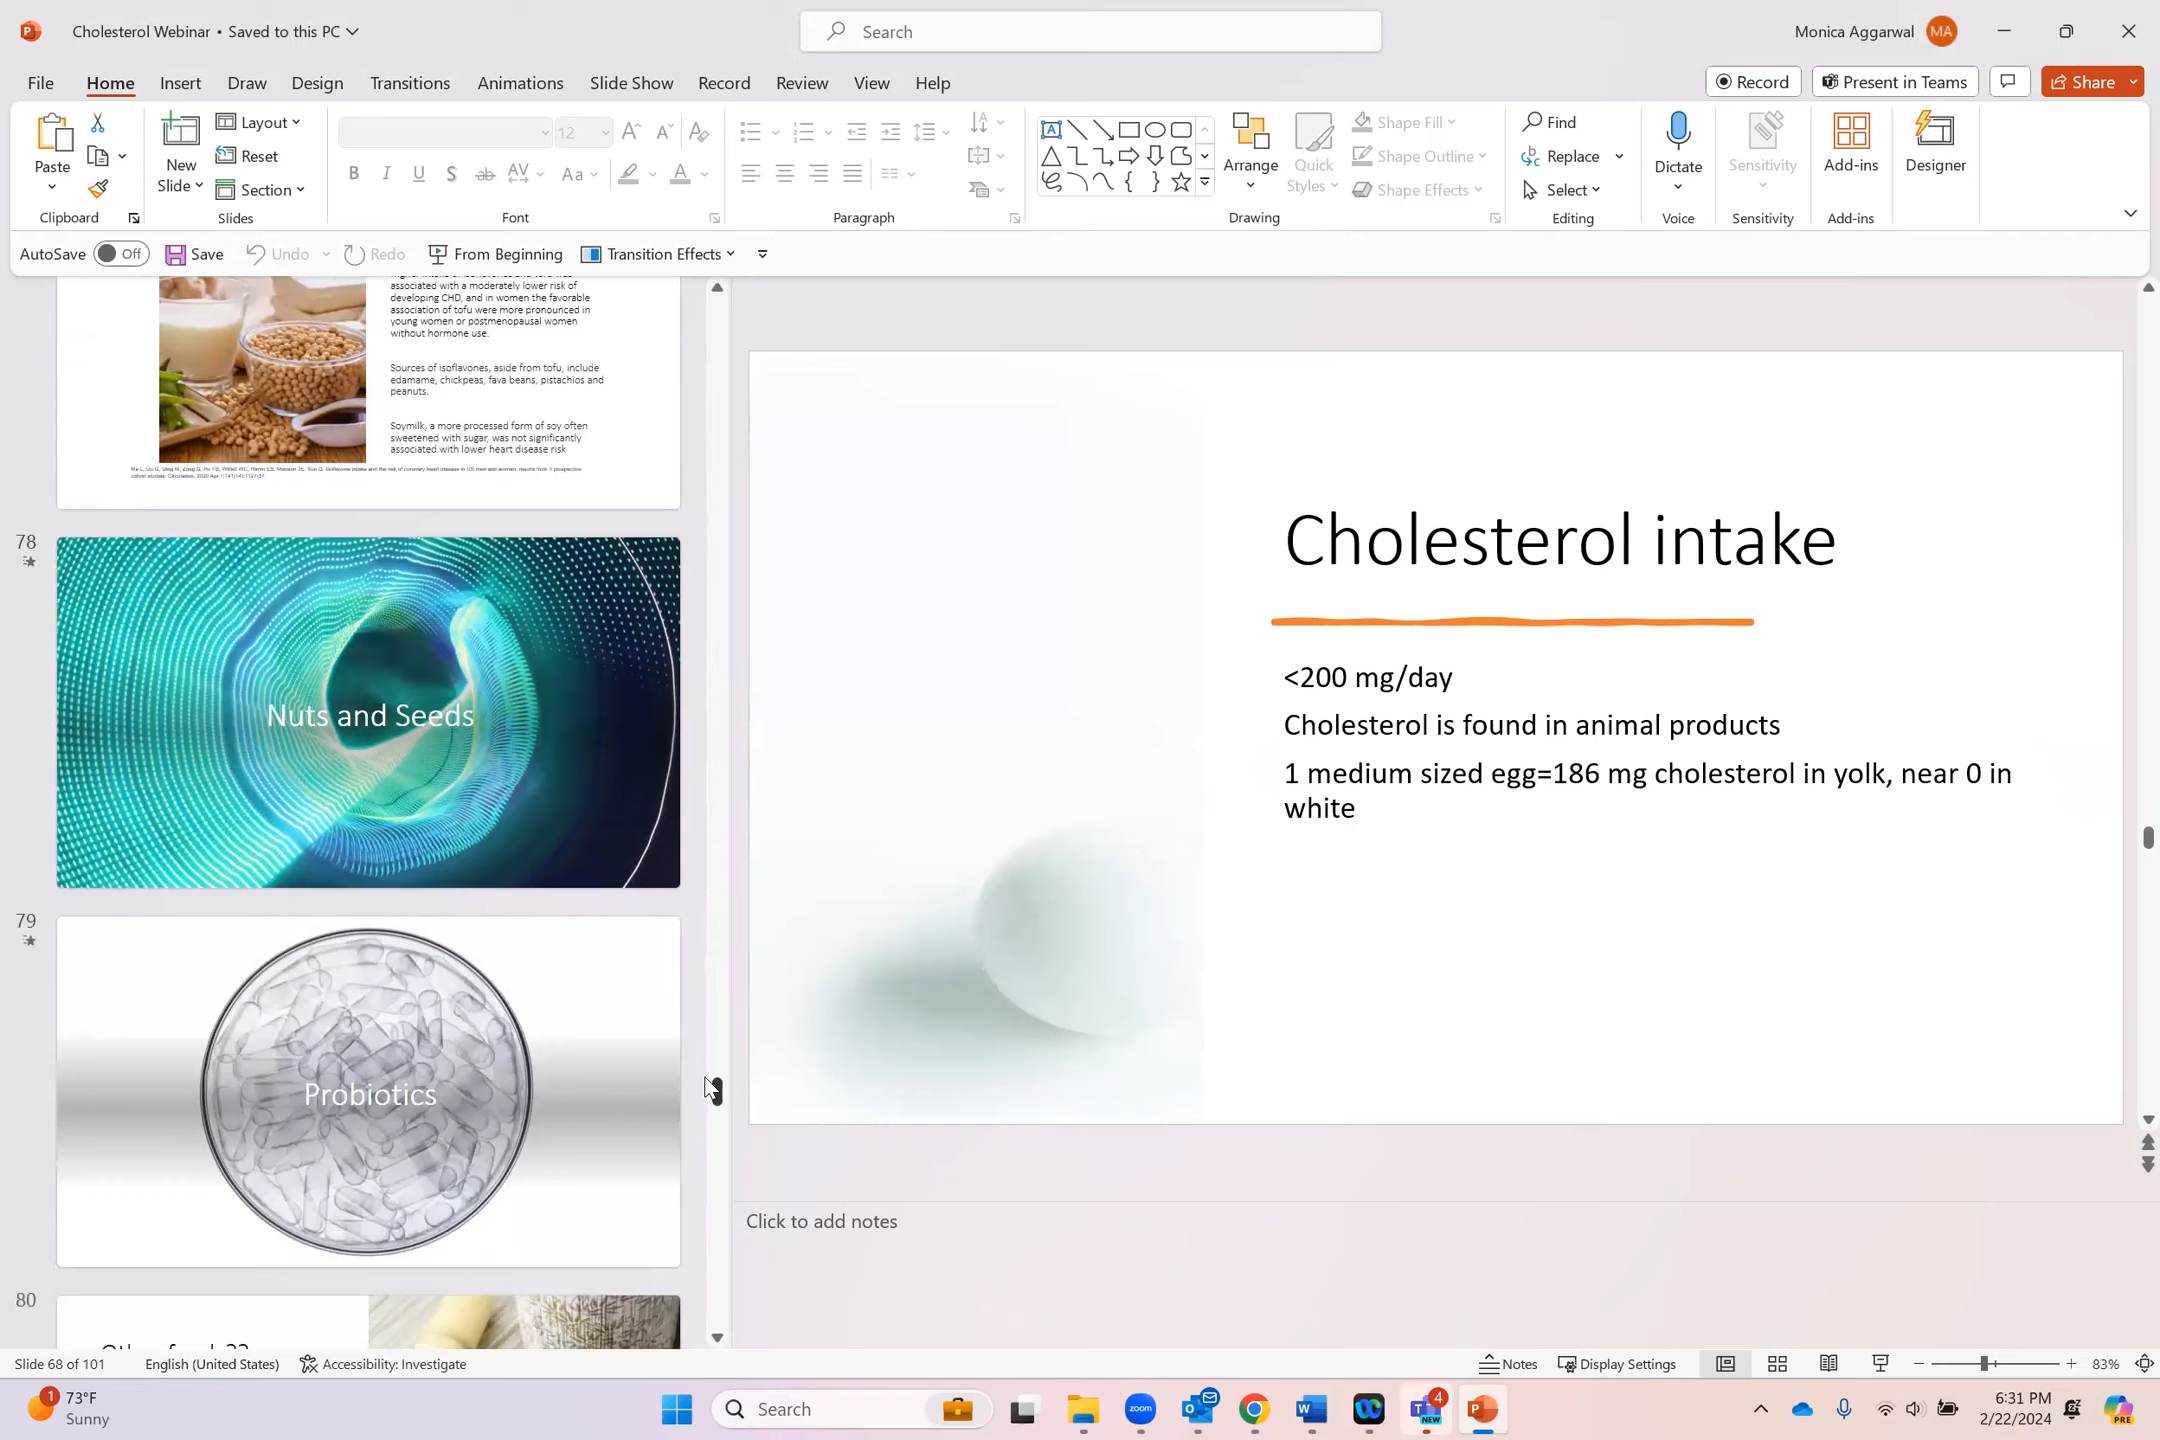 Cholesterol Webinar • Saved to this PC
Search
Monica Aggarwal
MA
File
Home
Insert
Draw
Design
Transitions
Animations
Slide Show
Record
Review
View
Help
Record
Present in Teams
Share
Paste
New
Slide
Layout
Reset
Section
12
Arrange
Quick
Styles
Shape Fill
Shape Outline
Shape Effects
Find
Replace
Select
Dictate
Sensitivity
Add-ins
Designer
Clipboard
Slides
Font
Paragraph
Drawing
Editing
Voice
Sensitivity
Add-ins
AutoSave
Off
Save
Undo
Redo
From Beginning
Transition Effects
associated with a moderately lower risk of
developing CHD, and in women the favorable
association of tofu were more pronounced in
young women or postmenopausal women
without hormone use.
Sources of isoflavones, aside from tofu, include
edamame, chickpeas, fava beans, pistachios and
peanuts.
Soymilk, a more processed form of soy often
sweetened with sugar, was not significantly
associated with lower heart disease risk
78
Nuts and Seeds
79
Probiotics
80
Cholesterol intake
<200 mg/day
Cholesterol is found in animal products
1 medium sized egg=186 mg cholesterol in yolk, near 0 in
white
Click to add notes
Slide 68 of 101
English (United States)
Accessibility: Investigate
Notes
Display Settings
83%
1
73°F
Sunny
Search
zoom
4
NEW
6:31 PM
2/22/2024
PRE